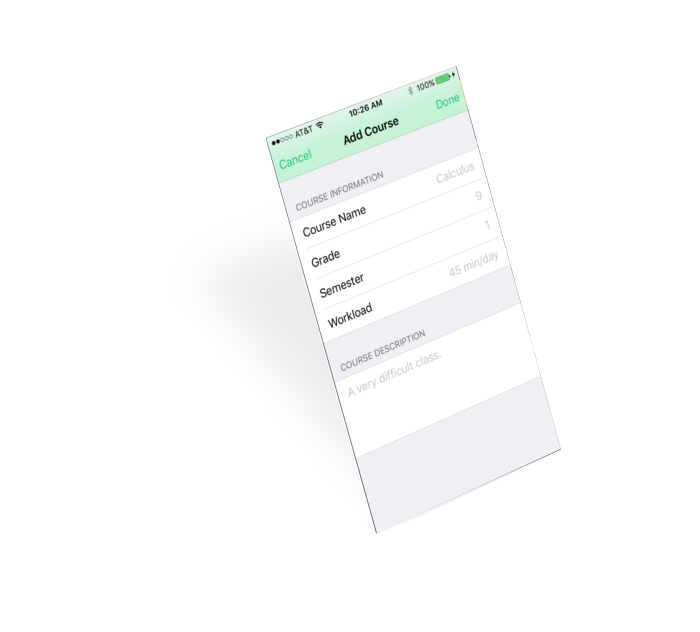 AT&T 10:26 AM 100%
Cancel Add Course Done
COURSE INFORMATION
Course Name Calculus
Grade 9
Semester 1
Workload 45 min/day
COURSE DESCRIPTION
A very difficult class.